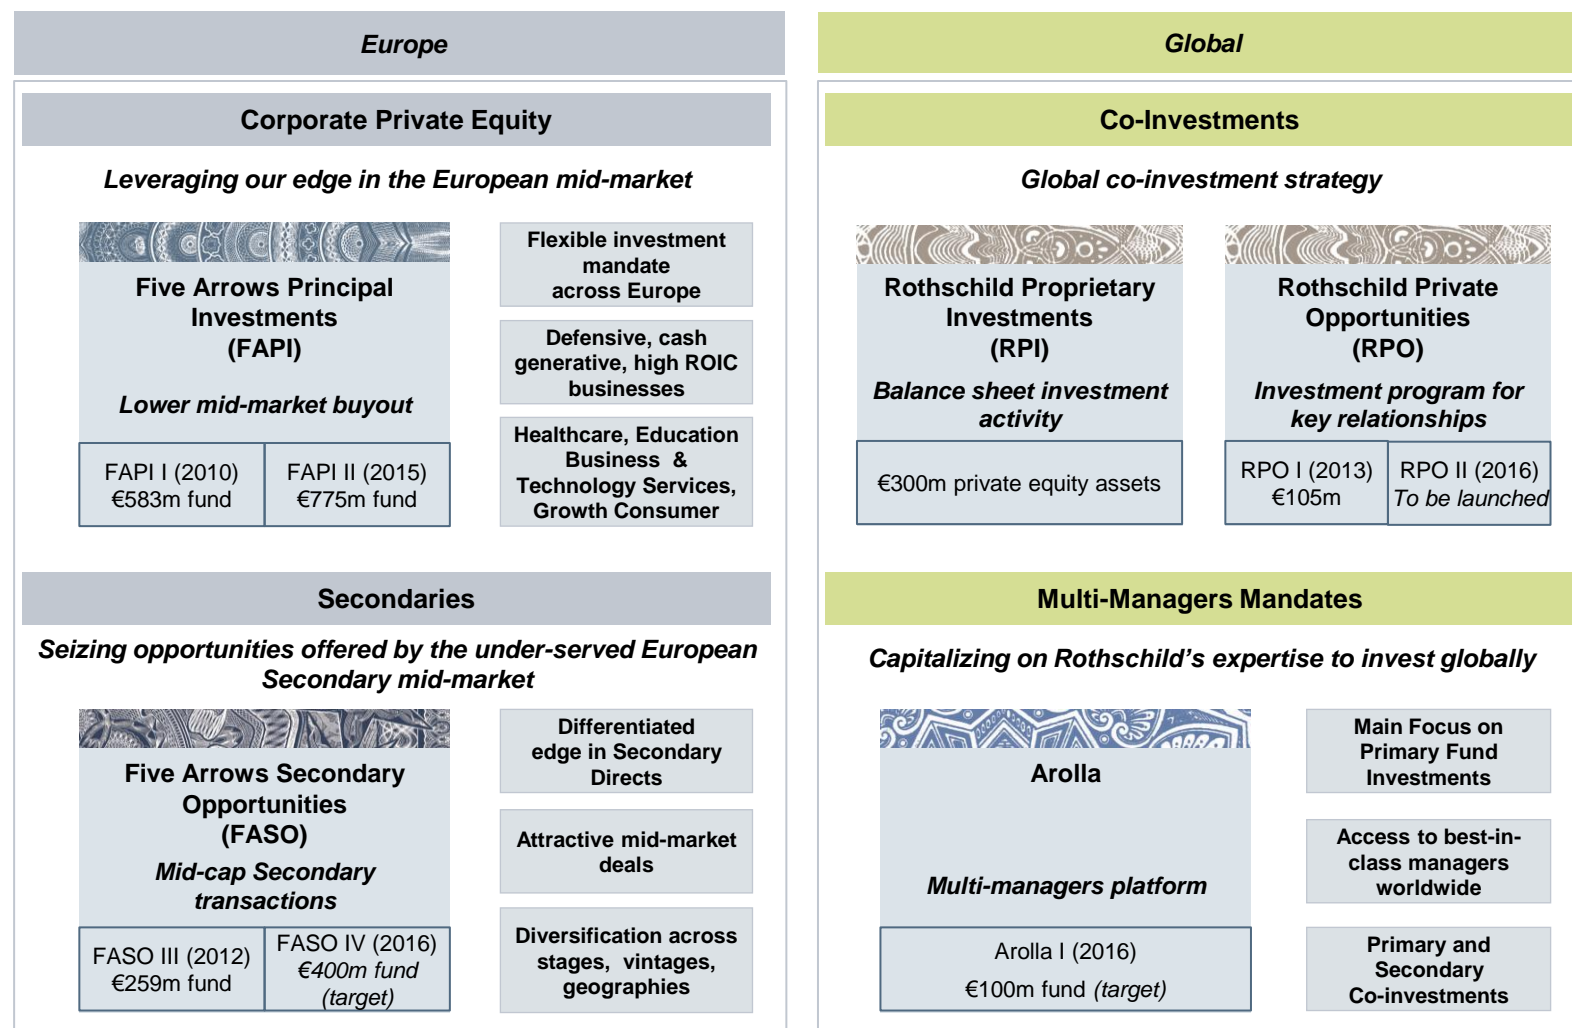 Europe
Corporate Private Equity
Leveraging our edge in the European mid-market
Five Arrows Principal
Investments
(FAPI)
Lower mid-market buyout
FAPI I (2010)
€583m fund
FAPI II (2015)
€775m fund
Flexible investment
mandate
across Europe
Defensive, cash
generative, high ROIC
businesses
Healthcare, Education
Business  &
Technology Services,
Growth Consumer
Secondaries
Seizing opportunities offered by the under-served European
Secondary mid-market
Five Arrows Secondary
Opportunities
(FASO)
Mid-cap Secondary
transactions
FASO III (2012)
€259m fund
FASO IV (2016)
€400m fund
(target)
Differentiated
edge in Secondary
Directs
Attractive mid-market
deals
Diversification across
stages,  vintages,
geographies
Global
Co-Investments
Global co-investment strategy
Rothschild Proprietary
Investments
(RPI)
Balance sheet investment
activity
€300m private equity assets
Rothschild Private
Opportunities
(RPO)
Investment program for
key relationships
RPO I (2013)
€105m
RPO II (2016)
To be launched
Multi-Managers Mandates
Capitalizing on Rothschild’s expertise to invest globally
Arolla
Multi-managers platform
Arolla I (2016)
€100m fund (target)
Main Focus on
Primary Fund
Investments
Access to best-in-
class managers
worldwide
Primary and
Secondary
Co-investments